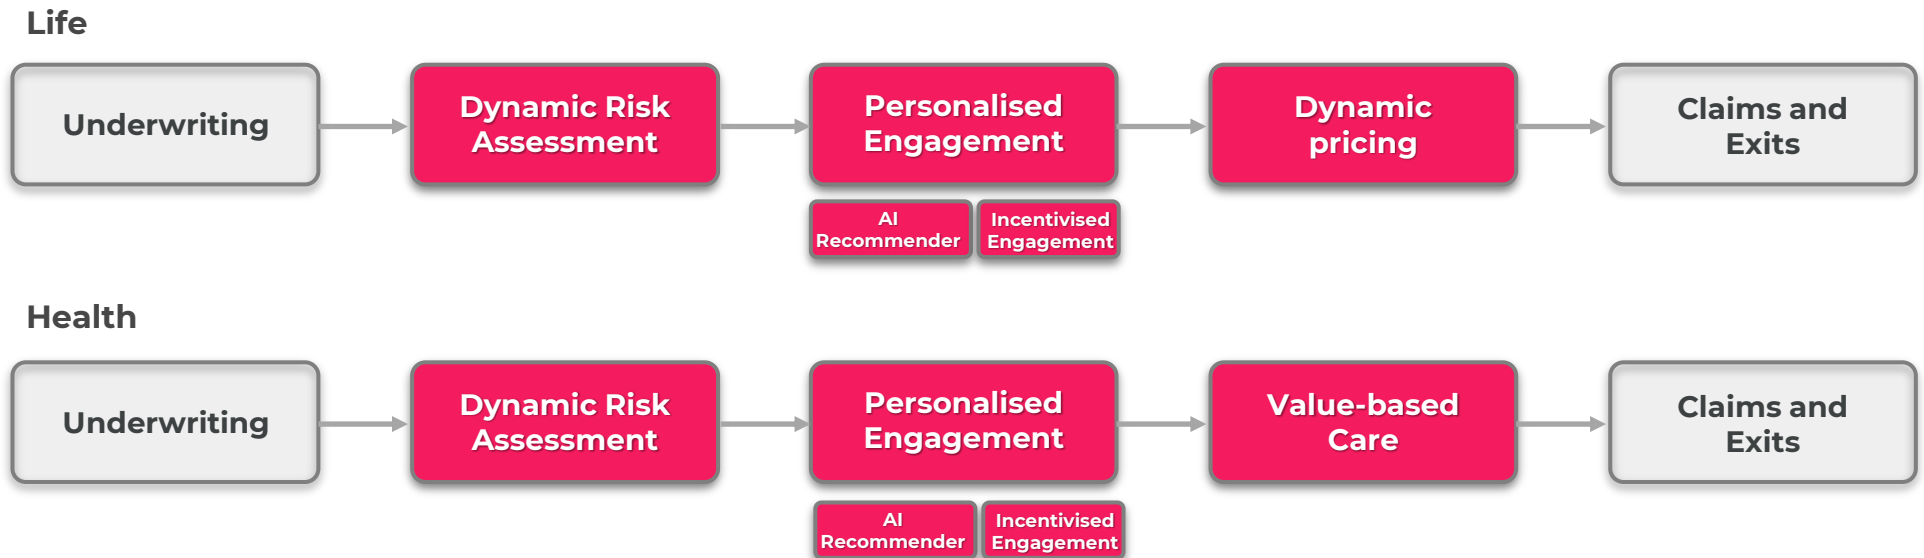 Life
Underwriting
Dynamic Risk
Assessment
Personalised
Engagement
Dynamic
pricing
Claims and
Exits
AI
Recommender
Incentivised
Engagement
Health
Underwriting
Dynamic Risk
Assessment
Personalised
Engagement
Value-based
Care
Claims and
Exits
AI
Recommender
Incentivised
Engagement